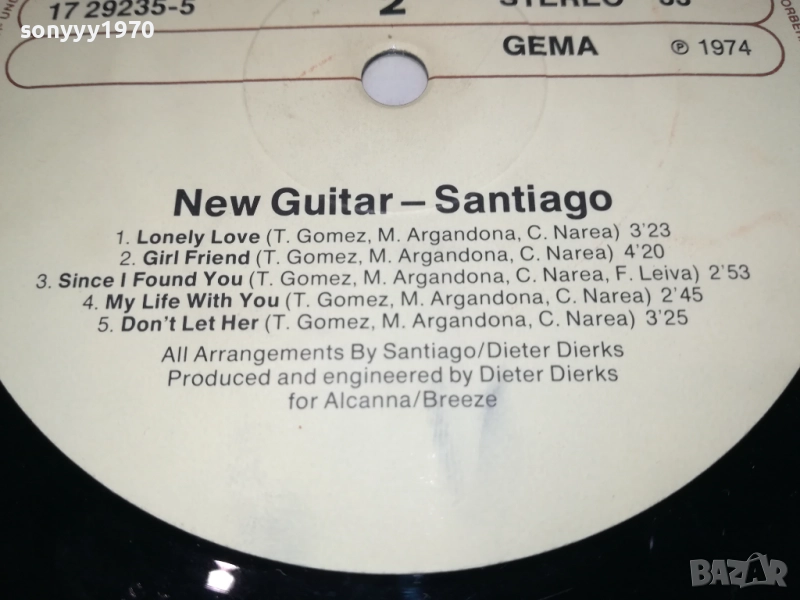 17 29235-5
2
STEREO 33
GEMA
℗ 1974
sonyyy1970
New Guitar – Santiago
1. Lonely Love (T. Gomez, M. Argandona, C. Narea) 3'23
2. Girl Friend (T. Gomez, M. Argandona, C. Narea) 4'20
3. Since I Found You (T. Gomez, M. Argandona, C. Narea, F. Leiva) 2'53
4. My Life With You (T. Gomez, M. Argandona, C. Narea) 2'45
5. Don't Let Her (T. Gomez, M. Argandona, C. Narea) 3'25
All Arrangements By Santiago/Dieter Dierks
Produced and engineered by Dieter Dierks
for Alcanna/Breeze
BAZAR